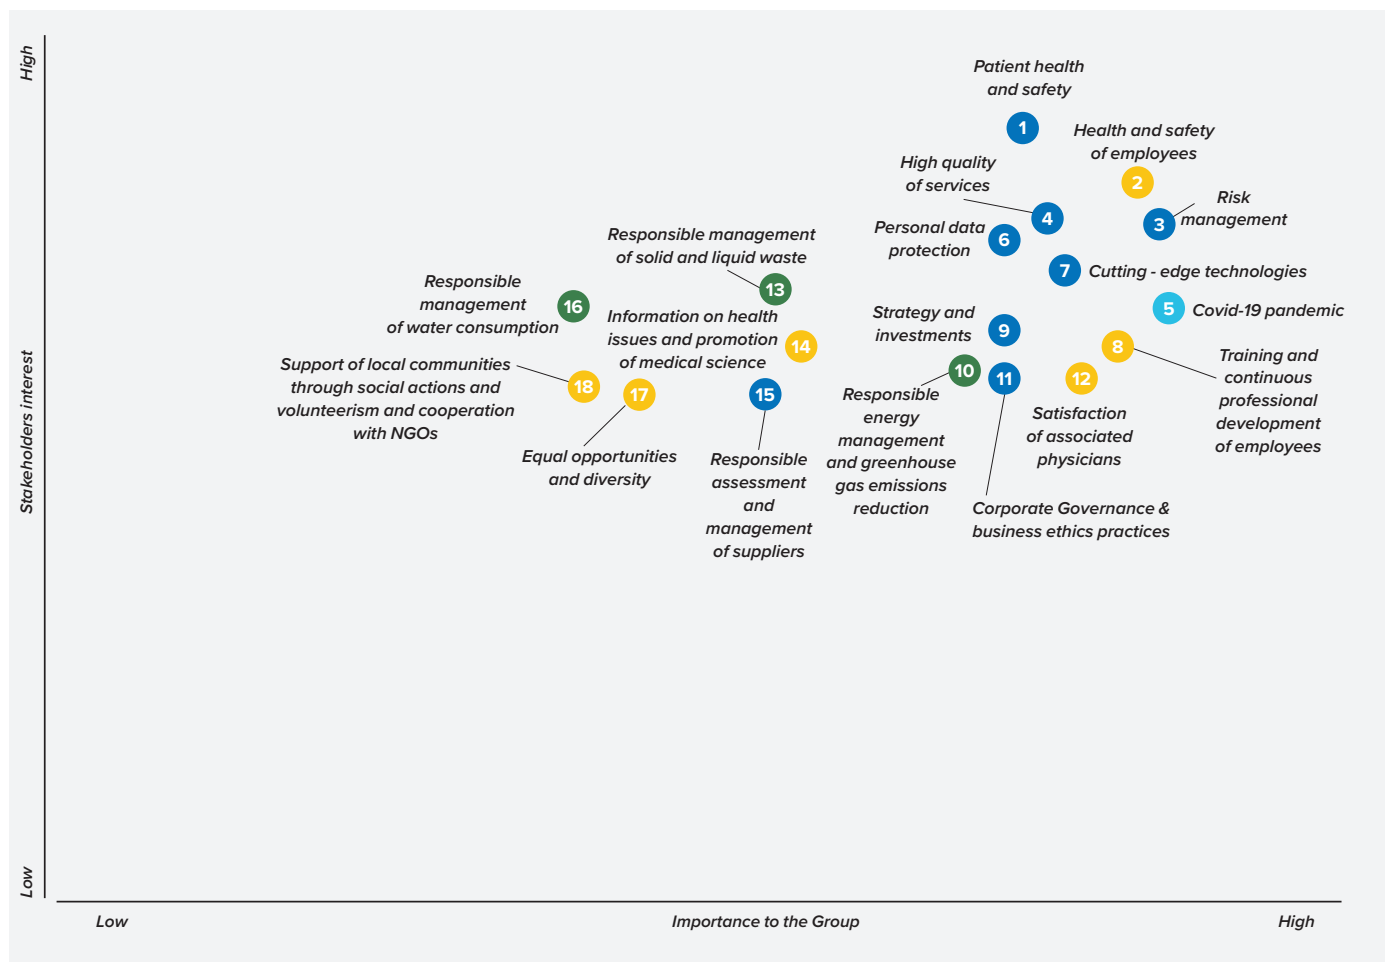 High
Stakeholders interest
Low
Patient health
and safety
1
Health and safety
of employees
2
High quality
of services
4
Risk
management
3
Personal data
protection
6
7
Cutting - edge technologies
Responsible management
of solid and liquid waste
13
Responsible
management
of water consumption
16
Information on health
issues and promotion
of medical science
14
Strategy and
investments
9
5
Covid-19 pandemic
8
Training and
continuous
professional
development
of employees
Support of local communities
through social actions and
volunteerism and cooperation
with NGOs
18
17
Equal opportunities
and diversity
15
Responsible
assessment
and
management
of suppliers
10
Responsible
energy
management
and greenhouse
gas emissions
reduction
11
Corporate Governance &
business ethics practices
12
Satisfaction
of associated
physicians
Low
Importance to the Group
High